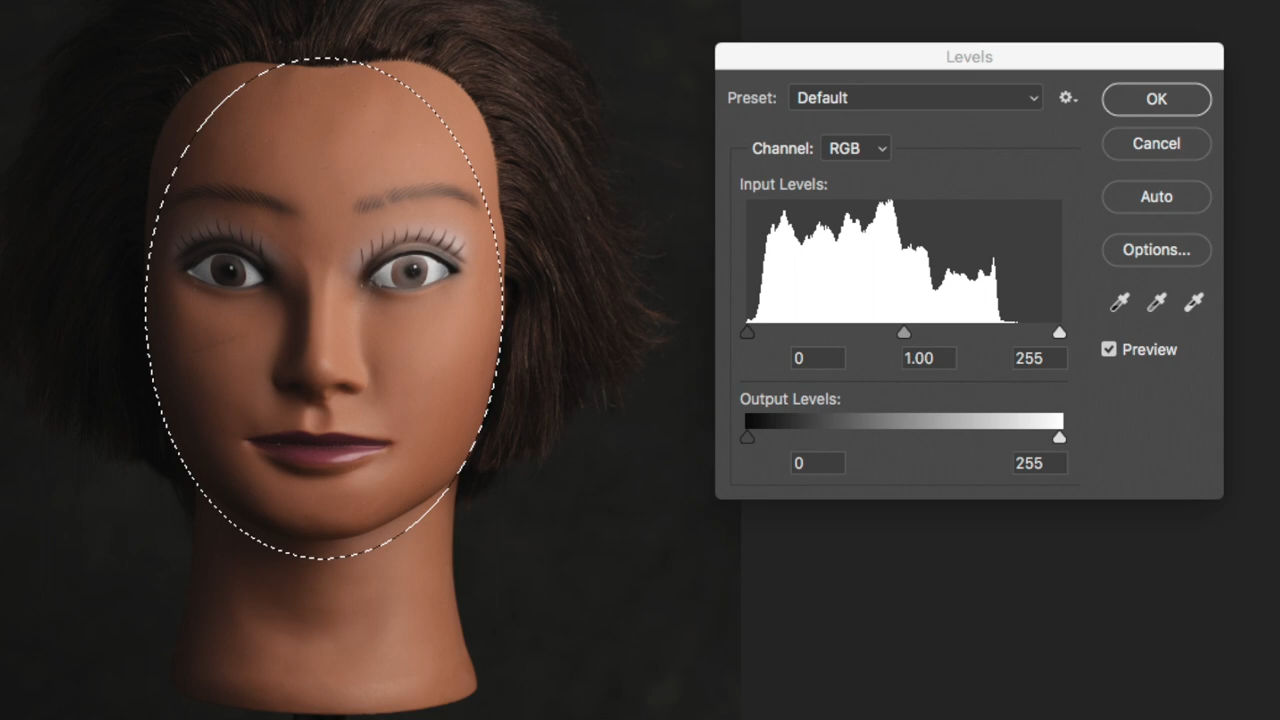 Levels
Preset: Default
OK
Channel: RGB
Cancel
Input Levels:
Auto
Options...
0 1.00 255
Preview
Output Levels:
0 255